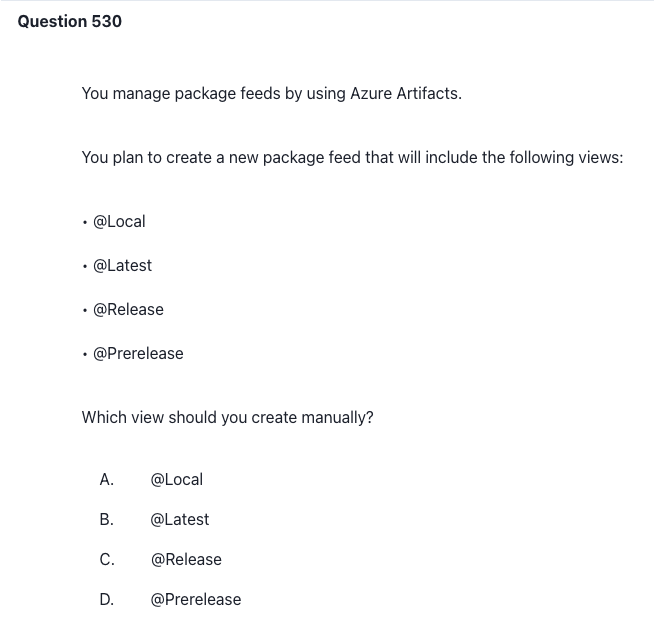 Question 530
You manage package feeds by using Azure Artifacts.
You plan to create a new package feed that will include the following views:
• @Local
• @Latest
• @Release
• @Prerelease
Which view should you create manually?
A. @Local
B. @Latest
C. @Release
D. @Prerelease